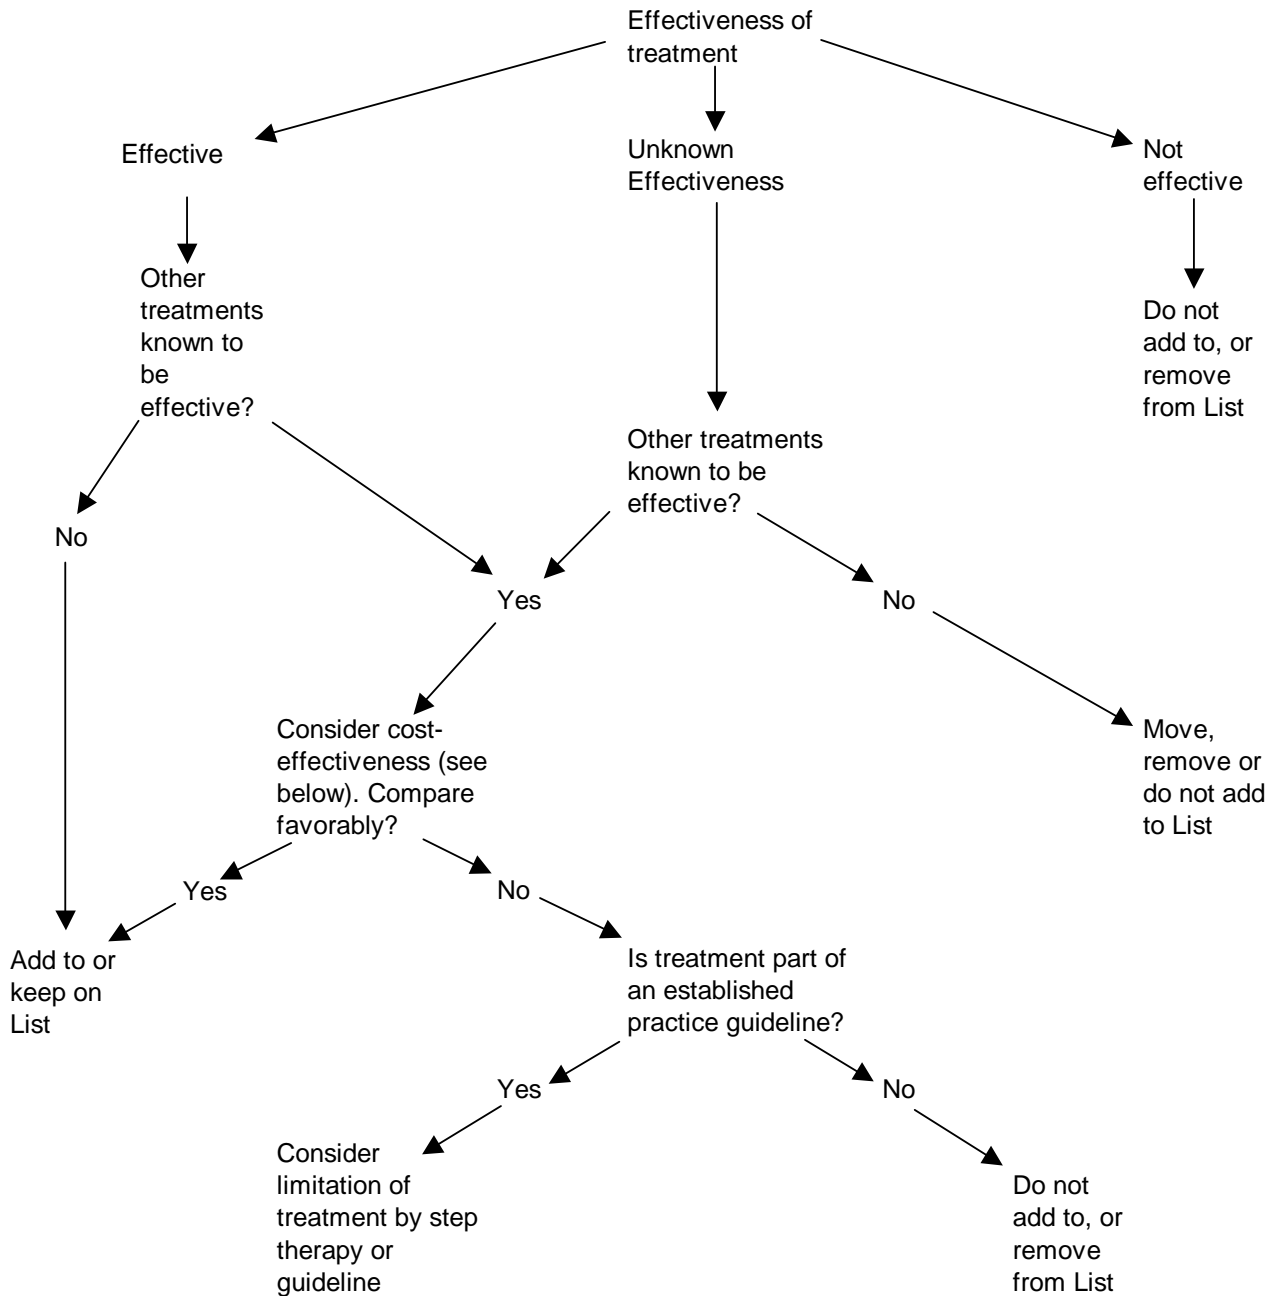 Effectiveness of
treatment
Effective
Unknown
Effectiveness
Not
effective
Other
treatments
known to
be
effective?
Do not
add to, or
remove
from List
Other treatments
known to be
effective?
No
Yes
No
Consider cost-
effectiveness (see
below). Compare
favorably?
Move,
remove or
do not add
to List
Yes
No
Add to or
keep on
List
Is treatment part of
an established
practice guideline?
Yes
No
Consider
limitation of
treatment by step
therapy or
guideline
Do not
add to, or
remove
from List